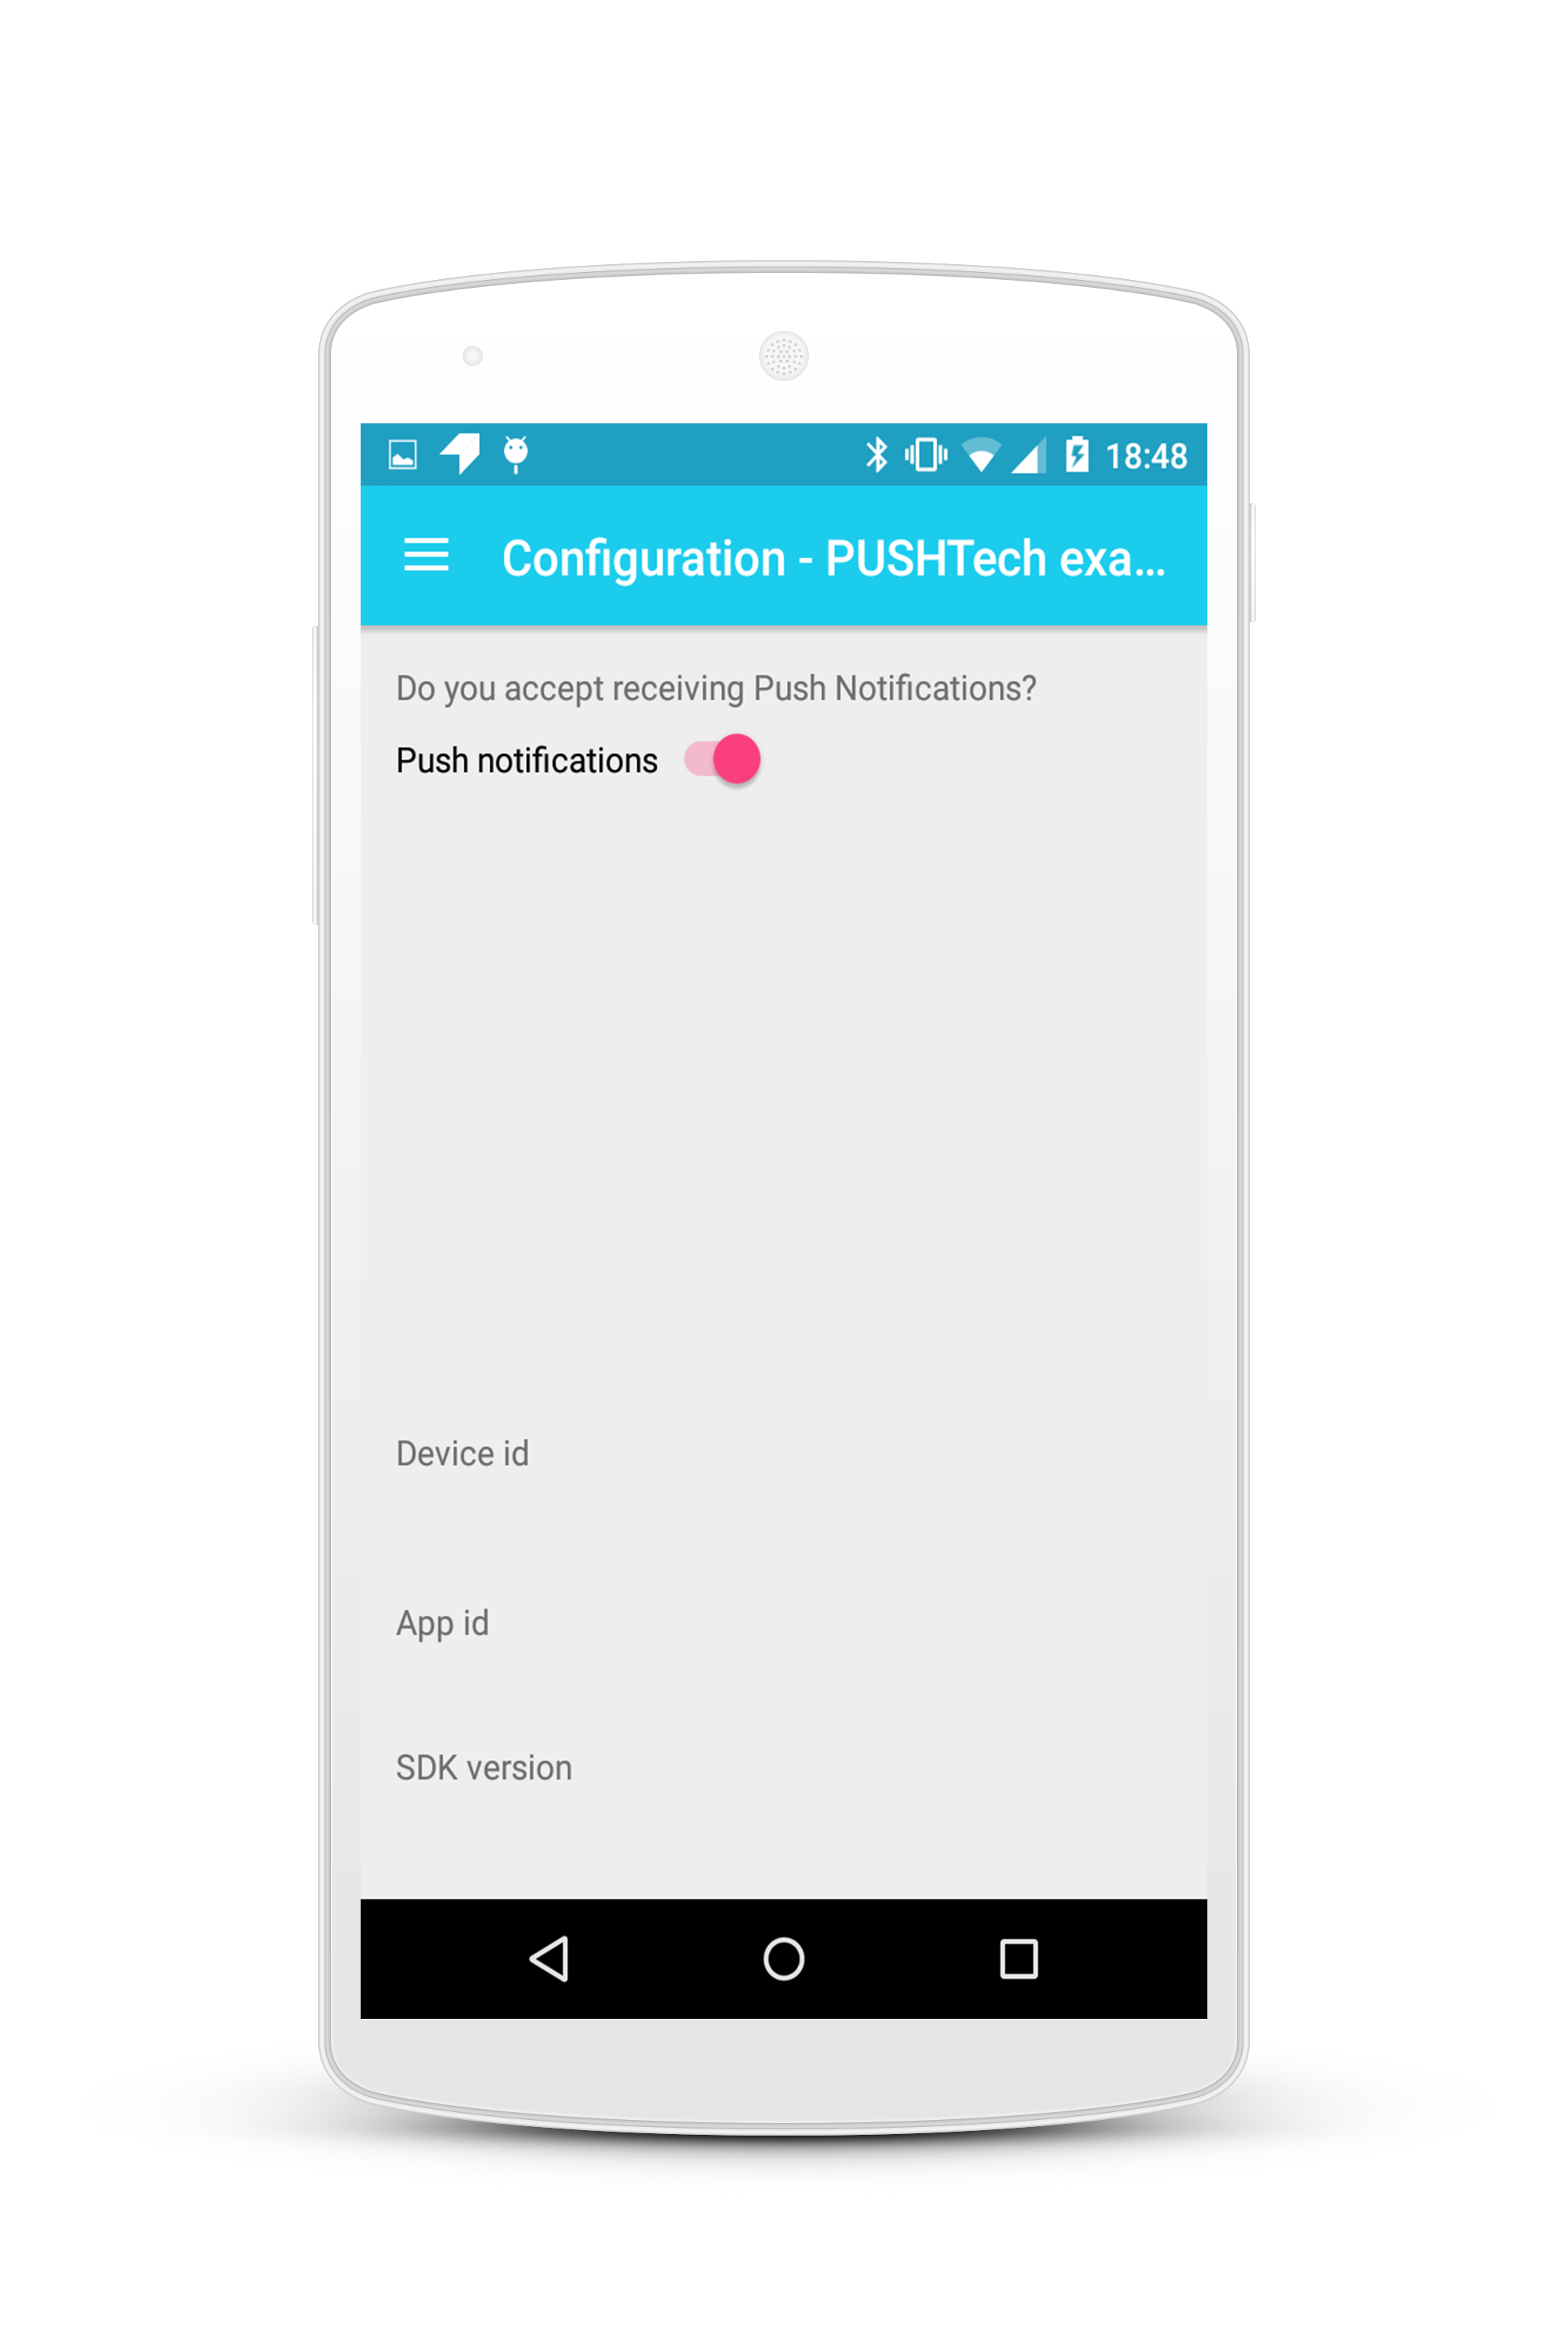 18:48
Configuration - PUSHTech exa...
Do you accept receiving Push Notifications?
Push notifications
Device id
App id
SDK version